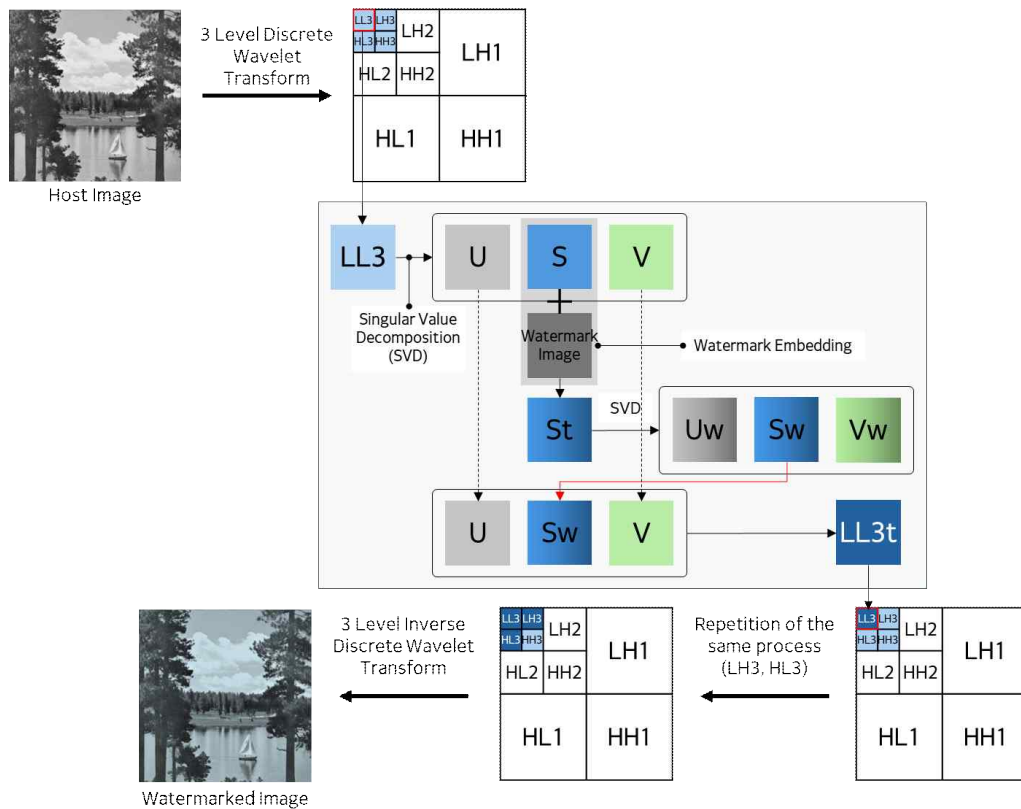 3 Level Discrete
Wavelet
Transform
LL3 LH3
HL3 HH3
LH2
HL2 HH2
LH1
HL1 HH1
Host Image
LL3
U S V
Singular Value
Decomposition
(SVD)
Watermark
Image
Watermark Embedding
St
SVD
Uw Sw Vw
U Sw V
LL3t
LL3 LH3
HL3 HH3
LH2
HL2 HH2
LH1
HL1 HH1
3 Level Inverse
Discrete Wavelet
Transform
Repetition of the
same process
(LH3, HL3)
LL3 LH3
HL3 HH3
LH2
HL2 HH2
LH1
HL1 HH1
Watermarked Image